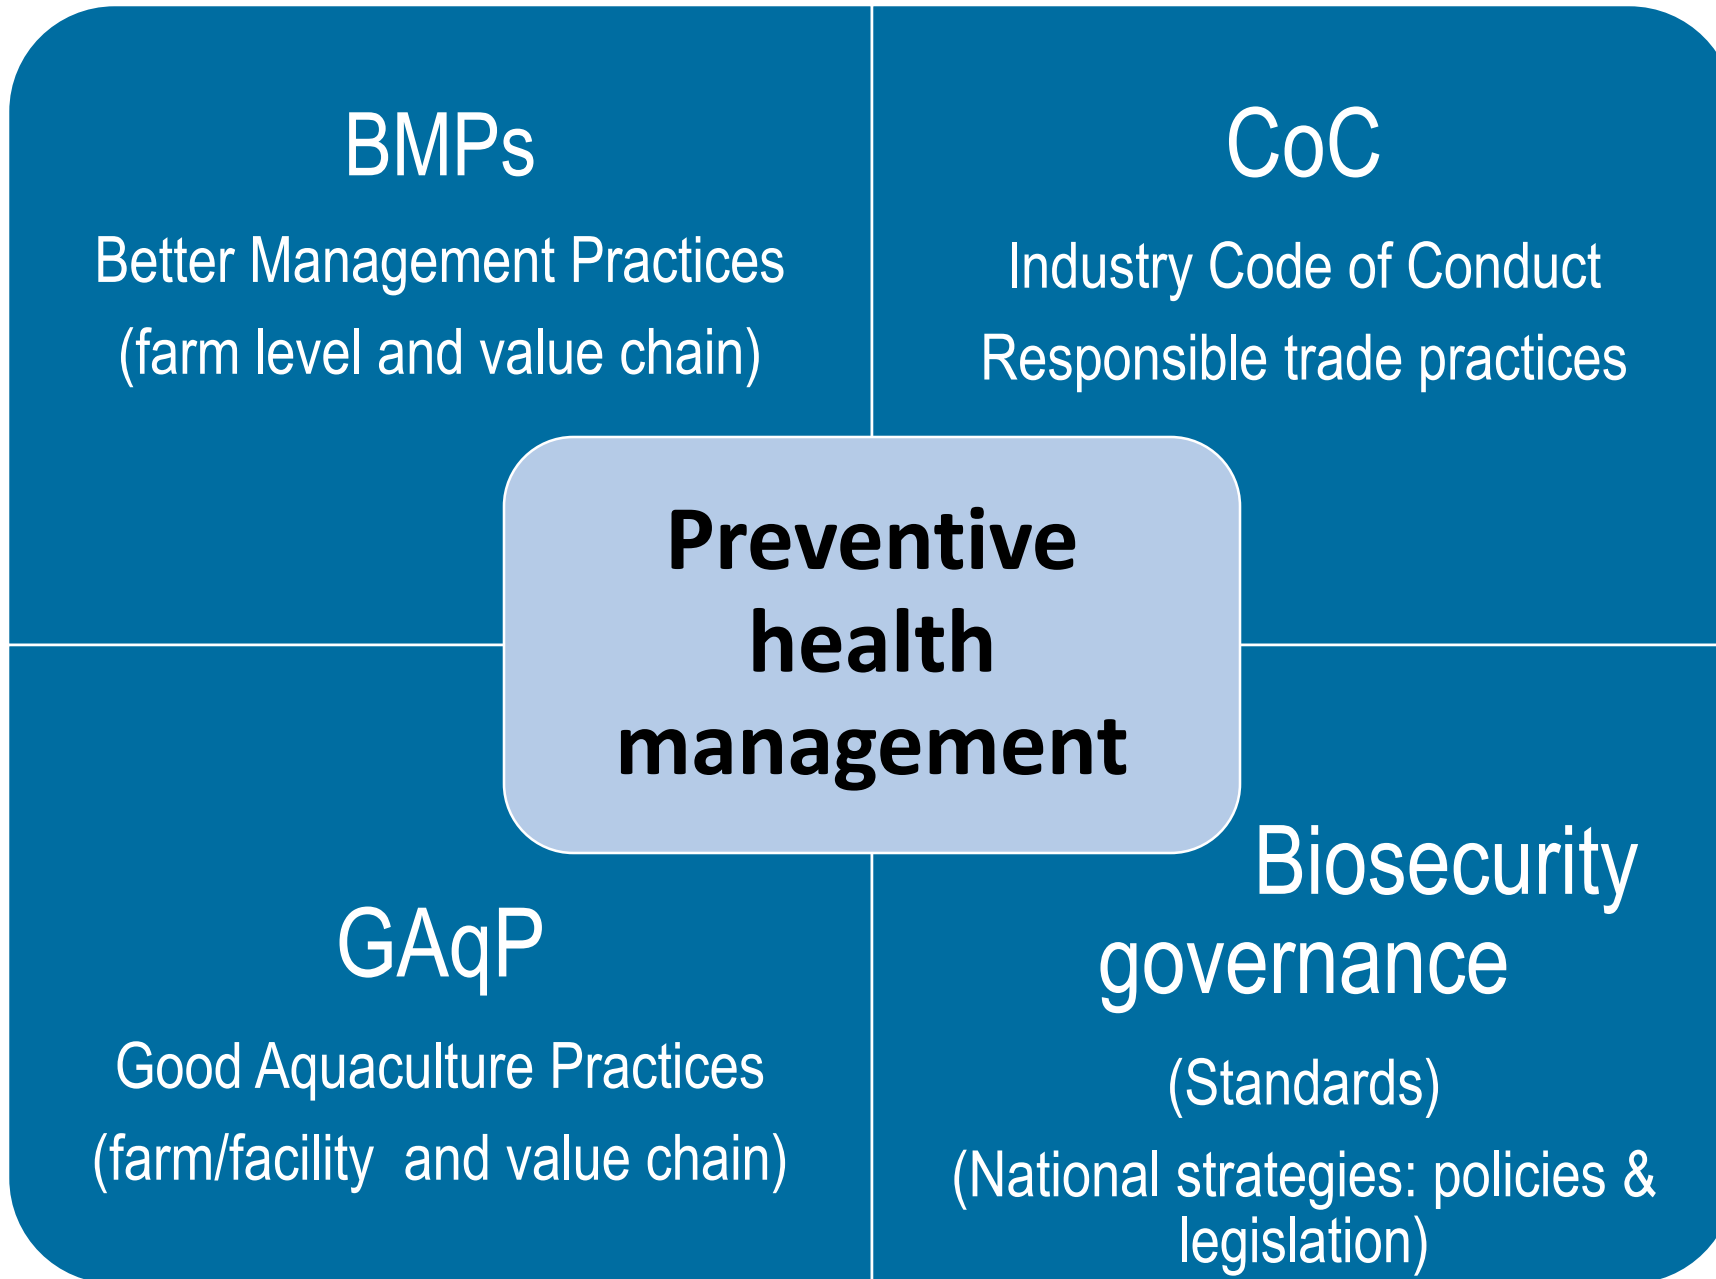 BMPs
Better Management Practices
(farm level and value chain)
CoC
Industry Code of Conduct
Responsible trade practices
Preventive
health
management
GAqP
Good Aquaculture Practices
(farm/facility  and value chain)
Biosecurity
governance
(Standards)
(National strategies: policies &
legislation)